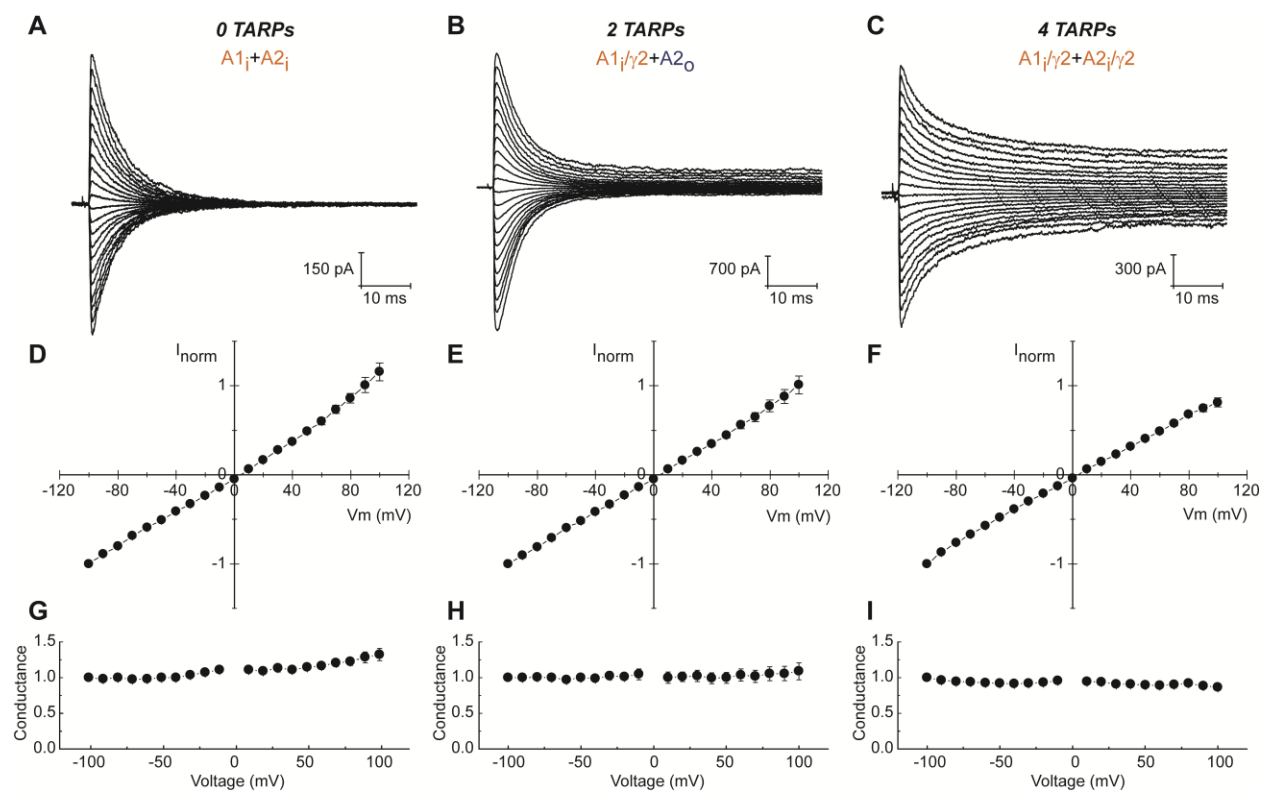 A
0 TARPs
A1i+A2i
150 pA
10 ms
B
2 TARPs
A1i/γ2+A2o
700 pA
10 ms
C
4 TARPs
A1i/γ2+A2i/γ2
300 pA
10 ms
D
Inorm
1
0
-120 -80 -40 0 40 80 120
Vm (mV)
-1
E
Inorm
1
0
-120 -80 -40 0 40 80 120
Vm (mV)
-1
F
Inorm
1
0
-120 -80 -40 0 40 80 120
Vm (mV)
-1
G
Conductance
1.5
1.0
0.5
0.0
-100 -50 0 50 100
Voltage (mV)
H
Conductance
1.5
1.0
0.5
0.0
-100 -50 0 50 100
Voltage (mV)
I
Conductance
1.5
1.0
0.5
0.0
-100 -50 0 50 100
Voltage (mV)